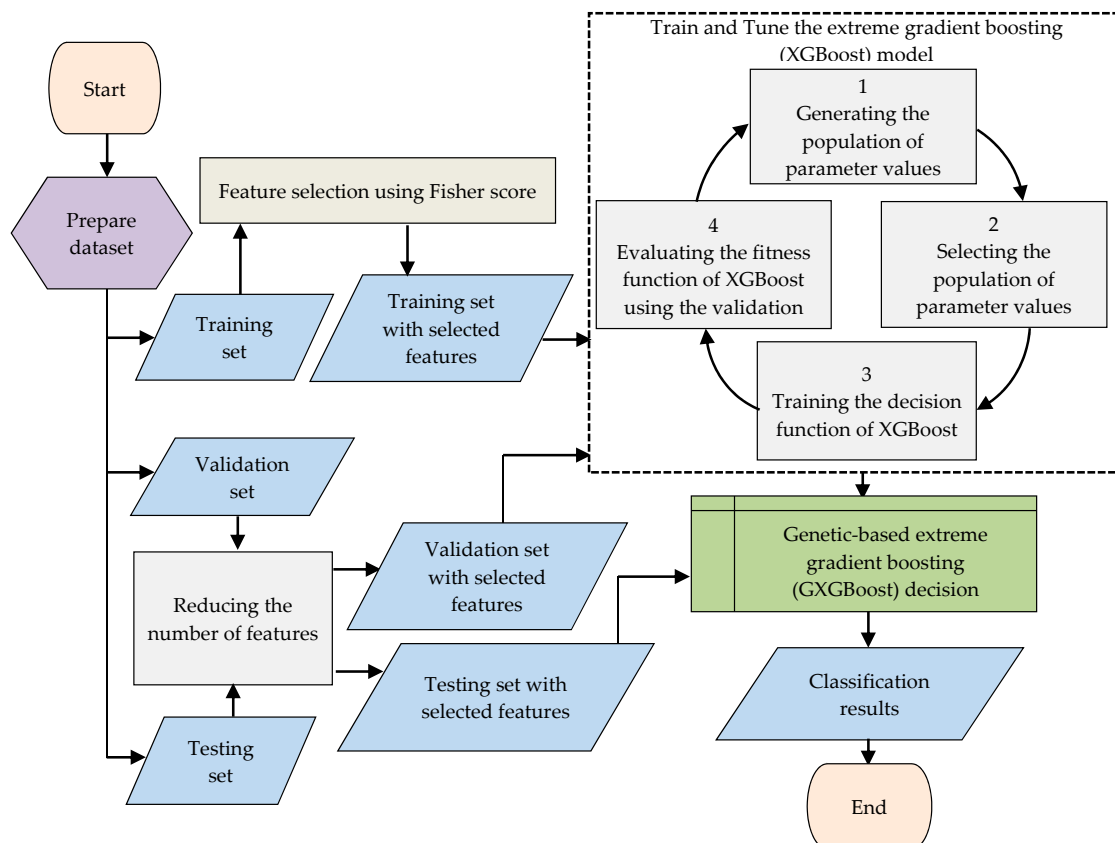 Start
Prepare
dataset
Feature selection using Fisher score
Training
set
Training set
with selected
features
Validation
set
Reducing the
number of features
Validation set
with selected
features
Testing
set
Testing set with
selected features
Train and Tune the extreme gradient boosting
(XGBoost) model
1
Generating the
population of
parameter values
2
Selecting the
population of
parameter values
3
Training the decision
function of XGBoost
4
Evaluating the fitness
function of XGBoost
using the validation
Genetic-based extreme
gradient boosting
(GXGBoost) decision
Classification
results
End